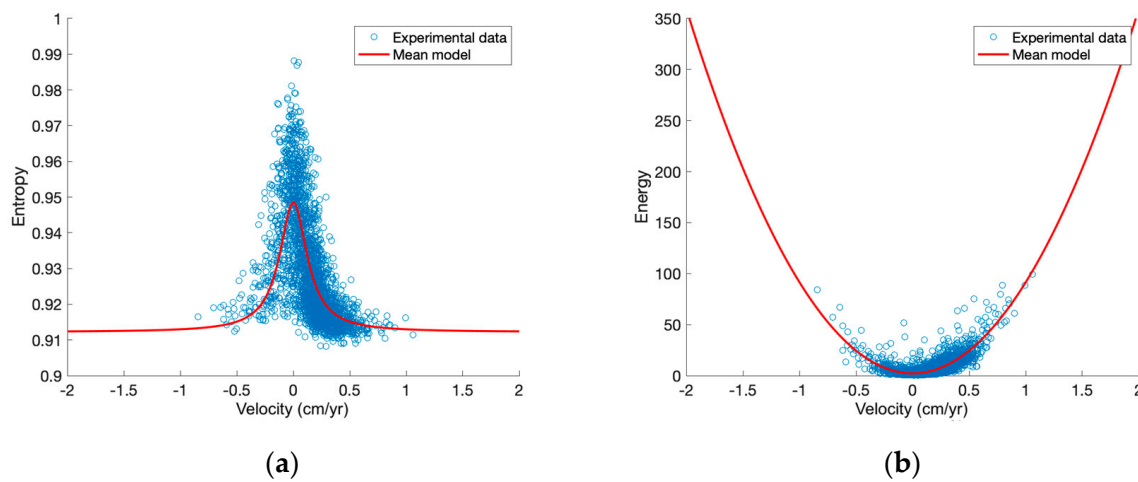 1
0.99
0.98
0.97
0.96
0.95
0.94
0.93
0.92
0.91
0.9
Entropy
Experimental data
Mean model
-2 -1.5 -1 -0.5 0 0.5 1 1.5 2
Velocity (cm/yr)
(a)
350
300
250
200
150
100
50
0
Energy
Experimental data
Mean model
-2 -1.5 -1 -0.5 0 0.5 1 1.5 2
Velocity (cm/yr)
(b)